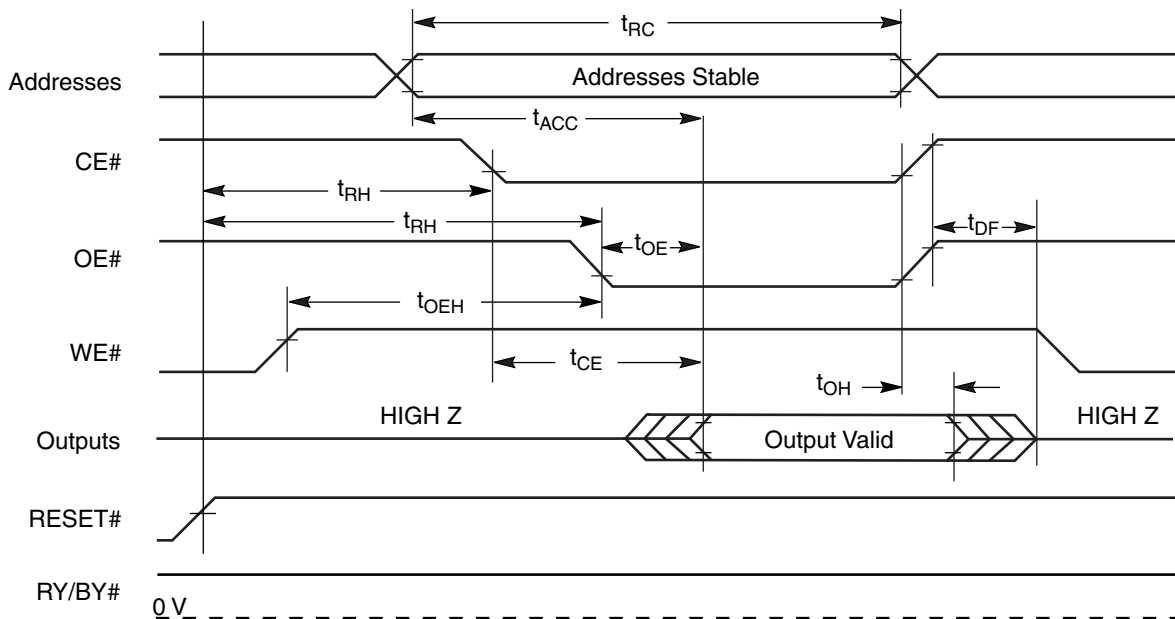 tRC
Addresses
Addresses Stable
tACC
CE#
tRH
tRH
tDF
OE#
tOE
tOEH
WE#
tCE
tOH
HIGH Z
HIGH Z
Outputs
Output Valid
RESET#
RY/BY#
0 V